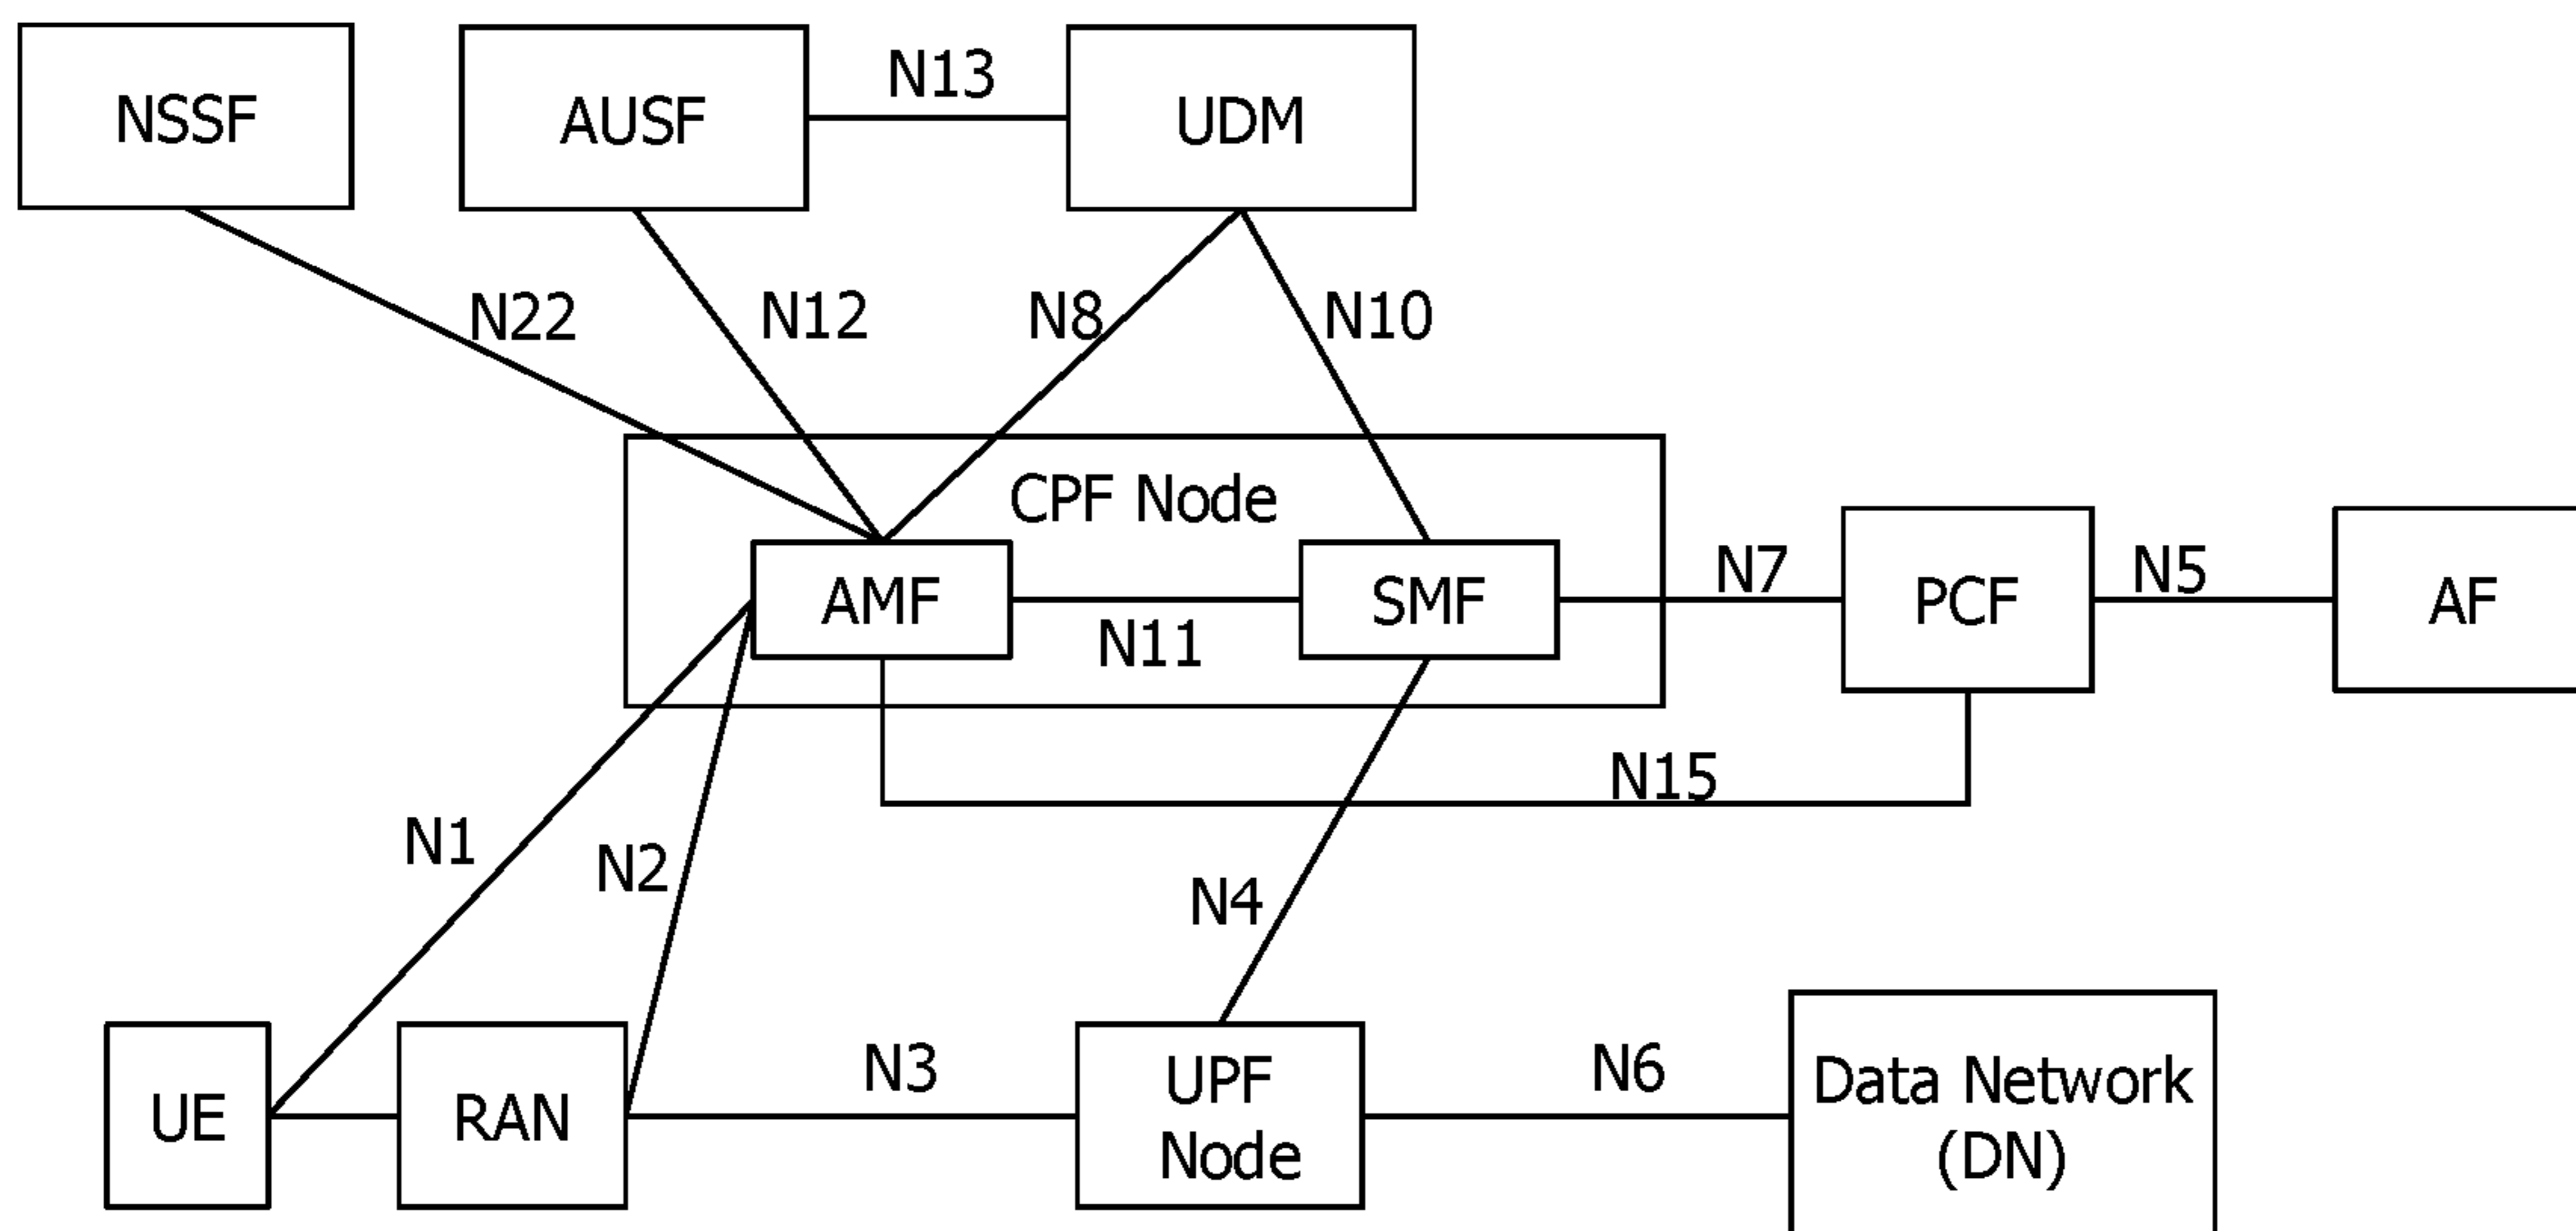 NSSF
AUSF
N13
UDM
N22
N12
N8
N10
CPF Node
AMF
N11
SMF
N7
PCF
N5
AF
N15
N1
N2
N4
UE
RAN
N3
UPF
Node
N6
Data Network
(DN)